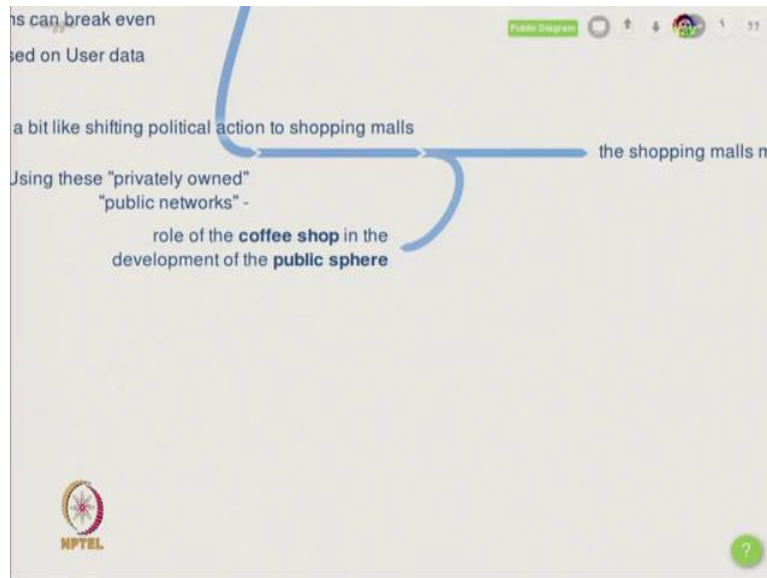 ns can break even
Public Diagram
sed on User data
a bit like shifting political action to shopping malls
the shopping malls m
Using these "privately owned"
"public networks" -
role of the coffee shop in the
development of the public sphere
NPTEL
?